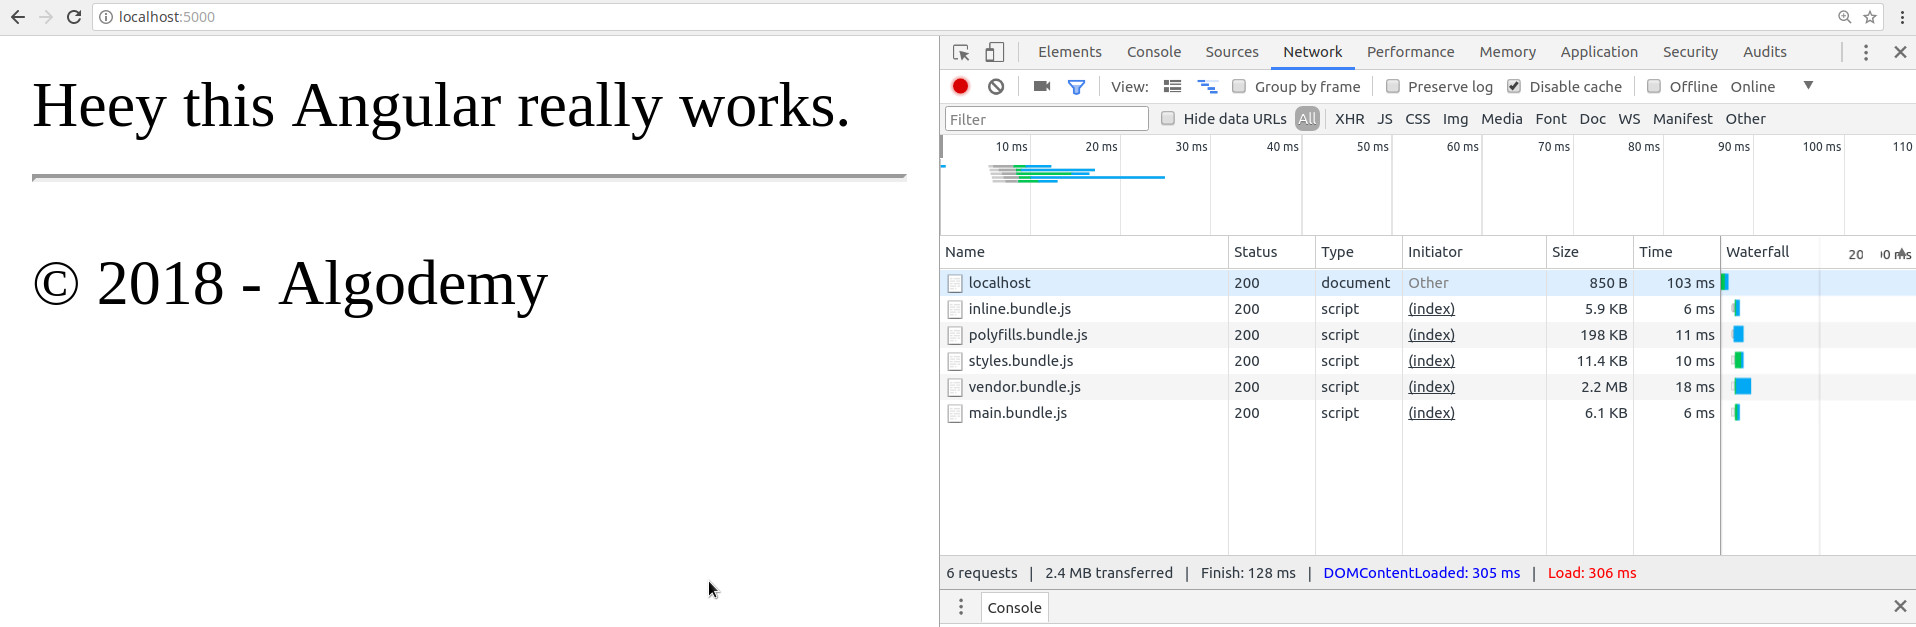 localhost:5000
Heey this Angular really works.
© 2018 - Algodemy
Elements Console Sources Network Performance Memory Application Security Audits
View: Group by frame Preserve log Disable cache Offline Online
Filter Hide data URLs All XHR JS CSS Img Media Font Doc WS Manifest Other
10 ms 20 ms 30 ms 40 ms 50 ms 60 ms 70 ms 80 ms 90 ms 100 ms 110
Name Status Type Initiator Size Time Waterfall 20
localhost 200 document Other 850 B 103 ms
inline.bundle.js 200 script (index) 5.9 KB 6 ms
polyfills.bundle.js 200 script (index) 198 KB 11 ms
styles.bundle.js 200 script (index) 11.4 KB 10 ms
vendor.bundle.js 200 script (index) 2.2 MB 18 ms
main.bundle.js 200 script (index) 6.1 KB 6 ms
6 requests | 2.4 MB transferred | Finish: 128 ms | DOMContentLoaded: 305 ms | Load: 306 ms
Console